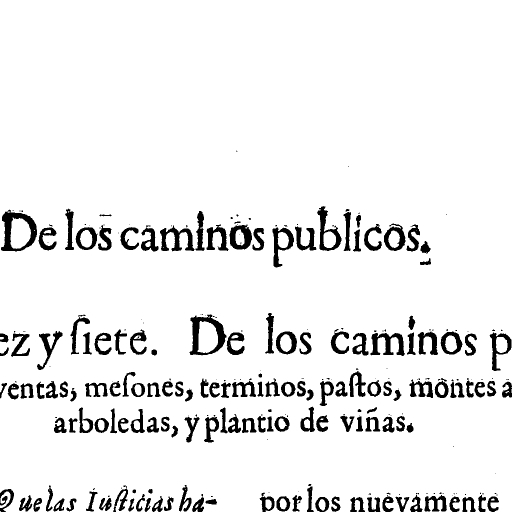 De los caminos publicos.
ez y ſiete. De los caminos p
ventas, meſones, terminos, paſtos, montes a
arboledas, y plantio de viñas.
Que las Iuſticias ha-
por los nuevamente